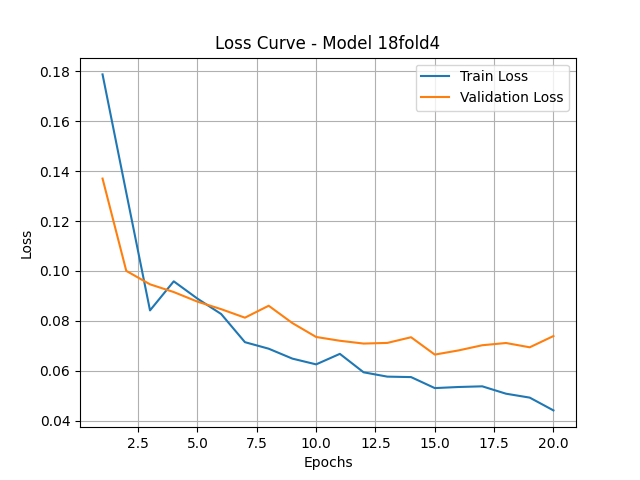 Loss Curve - Model 18fold4
Train Loss
Validation Loss
0.18
0.16
0.14
0.12
0.10
0.08
0.06
0.04
Loss
2.5 5.0 7.5 10.0 12.5 15.0 17.5 20.0
Epochs